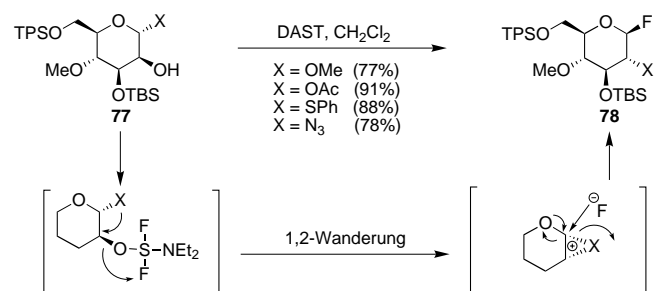 TPSO O X
DAST, CH2Cl2
TPSO O F
MeO OH
X = OMe (77%)
MeO X
OTBS
X = OAc (91%)
OTBS
77
X = SPh (88%)
78
X = N3 (78%)
O X
F
O S NEt2
F
1,2-Wanderung
⊖
F
O
⊕ X